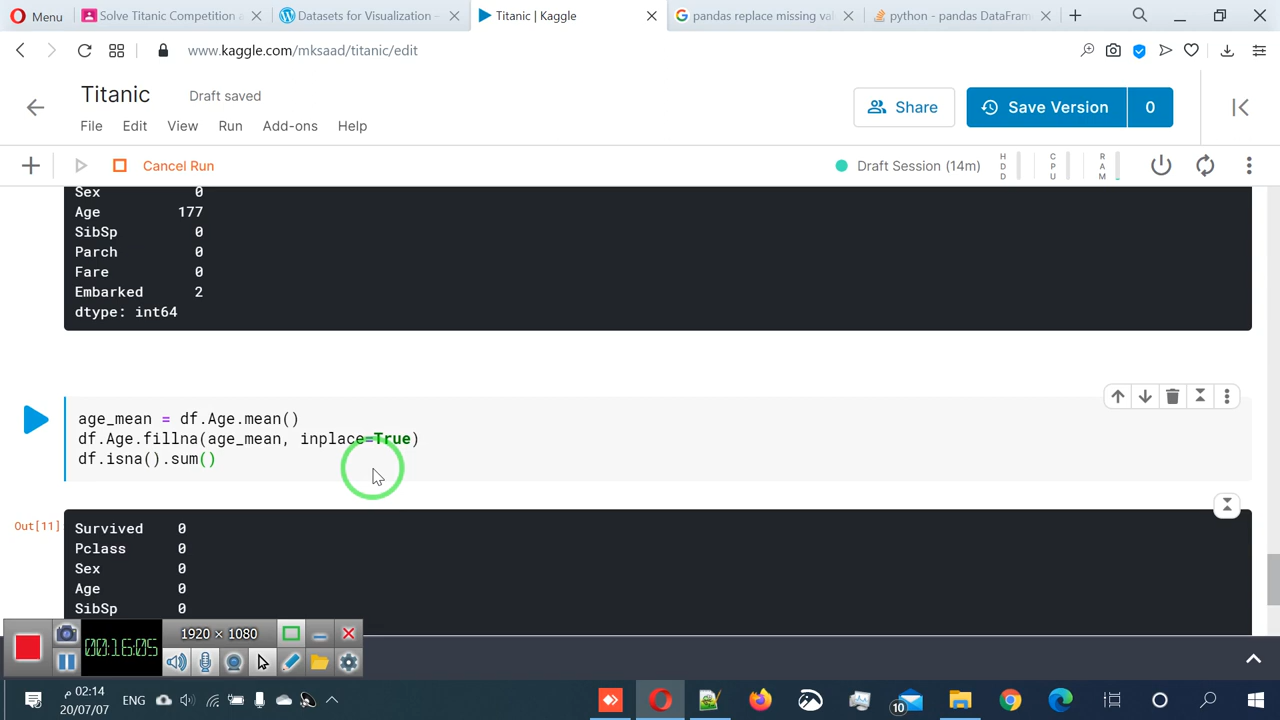 Menu
Solve Titanic Competition
Datasets for Visualization –
Titanic | Kaggle
pandas replace missing val
python - pandas DataFram
www.kaggle.com/mksaad/titanic/edit
Titanic
Draft saved
Share
Save Version
0
File
Edit
View
Run
Add-ons
Help
Cancel Run
Draft Session (14m)
HDD
CPU
RAM
Sex 0
Age 177
SibSp 0
Parch 0
Fare 0
Embarked 2
dtype: int64
age_mean = df.Age.mean()
df.Age.fillna(age_mean, inplace=True)
df.isna().sum()
Out[11]
Survived 0
Pclass 0
Sex 0
Age 0
SibSp 0
00:16:05
1920 × 1080
ENG
02:14 م
20/07/07
10